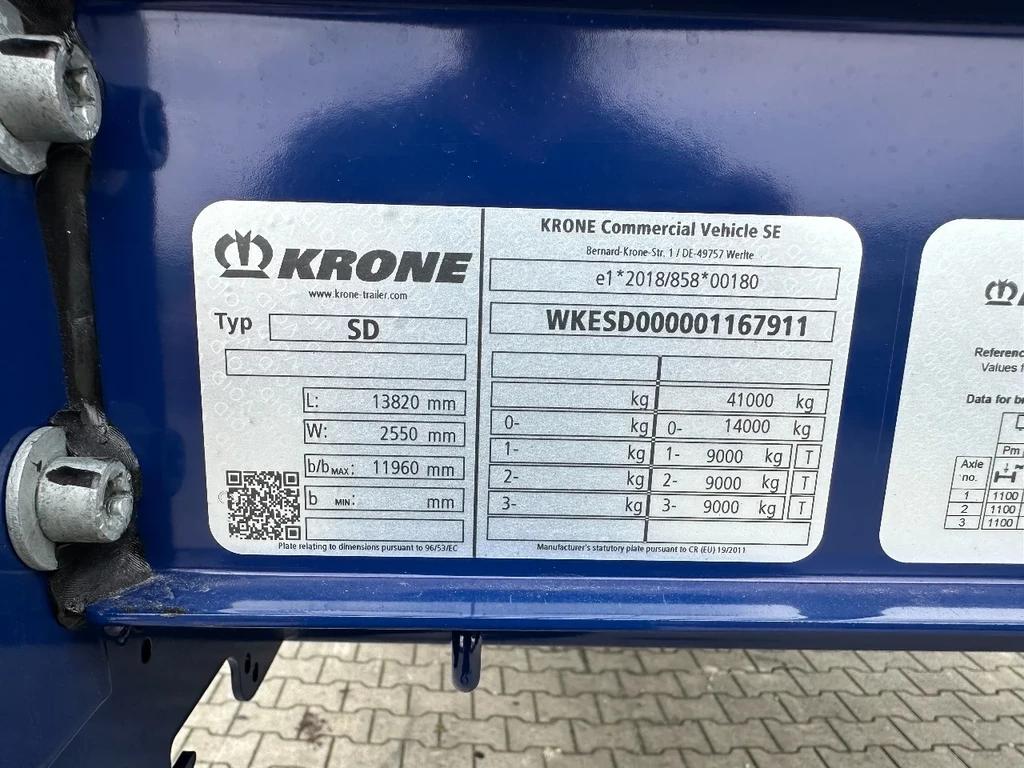 KRONE
www.krone-trailer.com
Typ SD
L: 13820 mm
W: 2550 mm
b/b MAX: 11960 mm
b MIN: mm
Plate relating to dimensions pursuant to 96/53/EC
KRONE Commercial Vehicle SE
Bernard-Krone-Str. 1 / DE-49757 Werlte
e1*2018/858*00180
WKESD000001167911
kg 41000 kg
0- kg 0- 14000 kg
1- kg 1- 9000 kg T
2- kg 2- 9000 kg T
3- kg 3- 9000 kg T
Manufacturer's statutory plate pursuant to CR (EU) 19/2011
Values f
Data for b
Pm
Axle
no.
1 1100
2 1100
3 1100